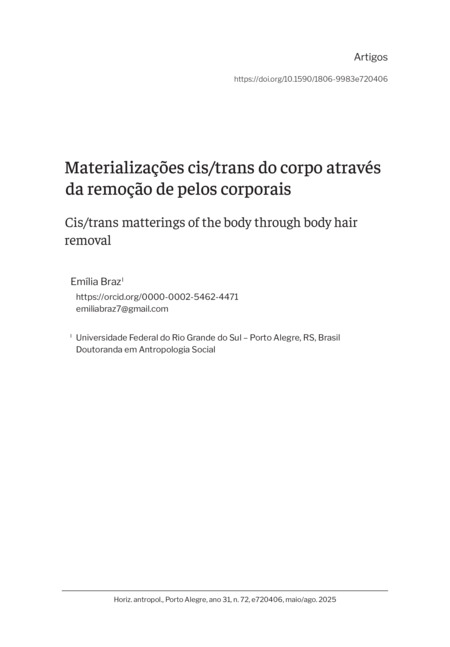 Artigos
https://doi.org/10.1590/1806-9983e720406
Materializações cis/trans do corpo através
da remoção de pelos corporais
Cis/trans matterings of the body through body hair
removal
Emília Braz¹
https://orcid.org/0000-0002-5462-4471
emiliabraz7@gmail.com
¹ Universidade Federal do Rio Grande do Sul – Porto Alegre, RS, Brasil
Doutoranda em Antropologia Social
Horiz. antropol., Porto Alegre, ano 31, n. 72, e720406, maio/ago. 2025